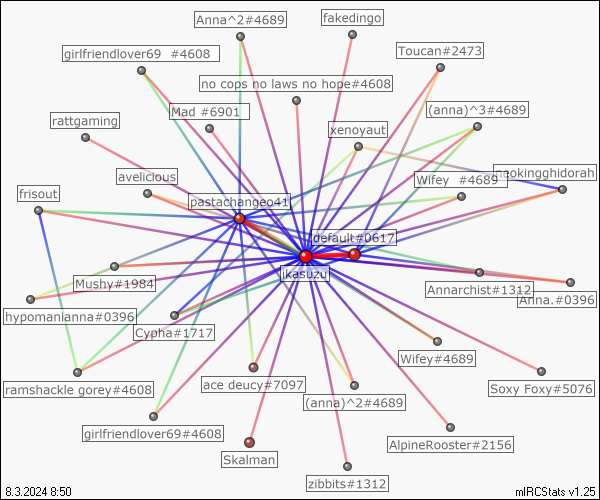 Anna^2#4689
fakedingo
girlfriendlover69 #4608
Toucan#2473
no cops no laws no hope#4608
Mad #6901
(anna)^3#4689
rattgaming
xenoyaut
avelicious
neokingghidorah
Wifey #4689
frisout
pastachangeo41
default#0617
jkasuzu
Mushy#1984
Annarchist#1312
Anna.#0396
hypomanianna#0396
Cypha#1717
Wifey#4689
ramshackle gorey#4608
ace deucy#7097
Soxy Foxy#5076
(anna)^2#4689
girlfriendlover69#4608
AlpineRooster#2156
Skalman
zibbits#1312
8.3.2024 8:50
mIRCStats v1.25